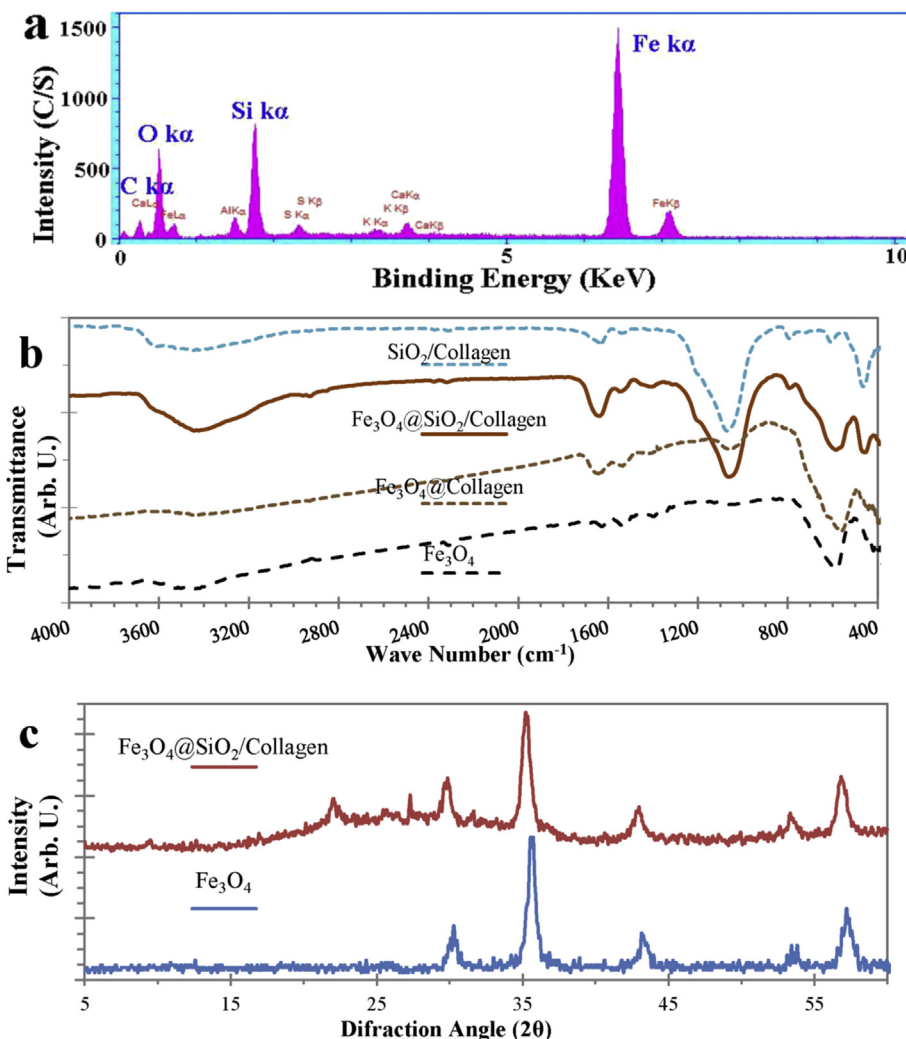 a
1500
1000
500
0
Intensity (C/S)
C kα
O kα
Si kα
Fe kα
CaLα
FeLα
AlKα
S Kα
S Kβ
K Kα
K Kβ
CaKα
CaKβ
FeKβ
0
5
10
Binding Energy (KeV)
b
SiO₂/Collagen
Fe₃O₄@SiO₂/Collagen
Fe₃O₄@Collagen
Fe₃O₄
Transmittance
(Arb. U.)
4000 3600 3200 2800 2400 2000 1600 1200 800 400
Wave Number (cm⁻¹)
c
Fe₃O₄@SiO₂/Collagen
Fe₃O₄
Intensity
(Arb. U.)
5 15 25 35 45 55
Difraction Angle (2θ)